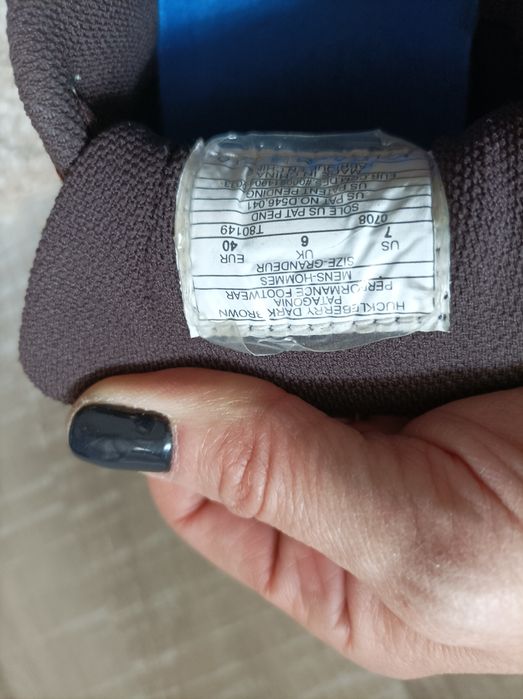 HUCKLEBERRY DARK BROWN
PATAGONIA
PERFORMANCE FOOTWEAR
MENS-HOMMES
SIZE-GRANDEUR
US UK EUR
7 6 40
0708 T80149
SOLE US PAT PEND
US PAT NO D546,041
US PATENT PENDING